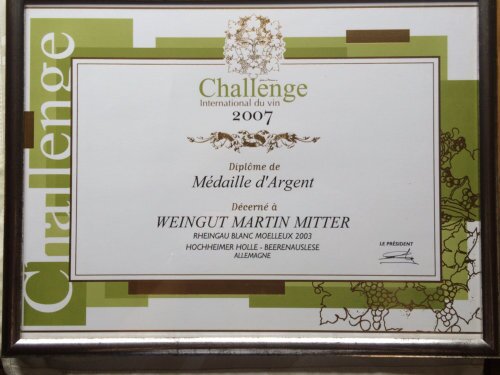 Challenge
Challenge
International du vin
2007
Diplôme de
Médaille d'Argent
Décerné à
WEINGUT MARTIN MITTER
RHEINGAU BLANC MOELLEUX 2003
HOCHHEIMER HOLLE - BEERENAUSLESE
ALLEMAGNE
LE PRÉSIDENT